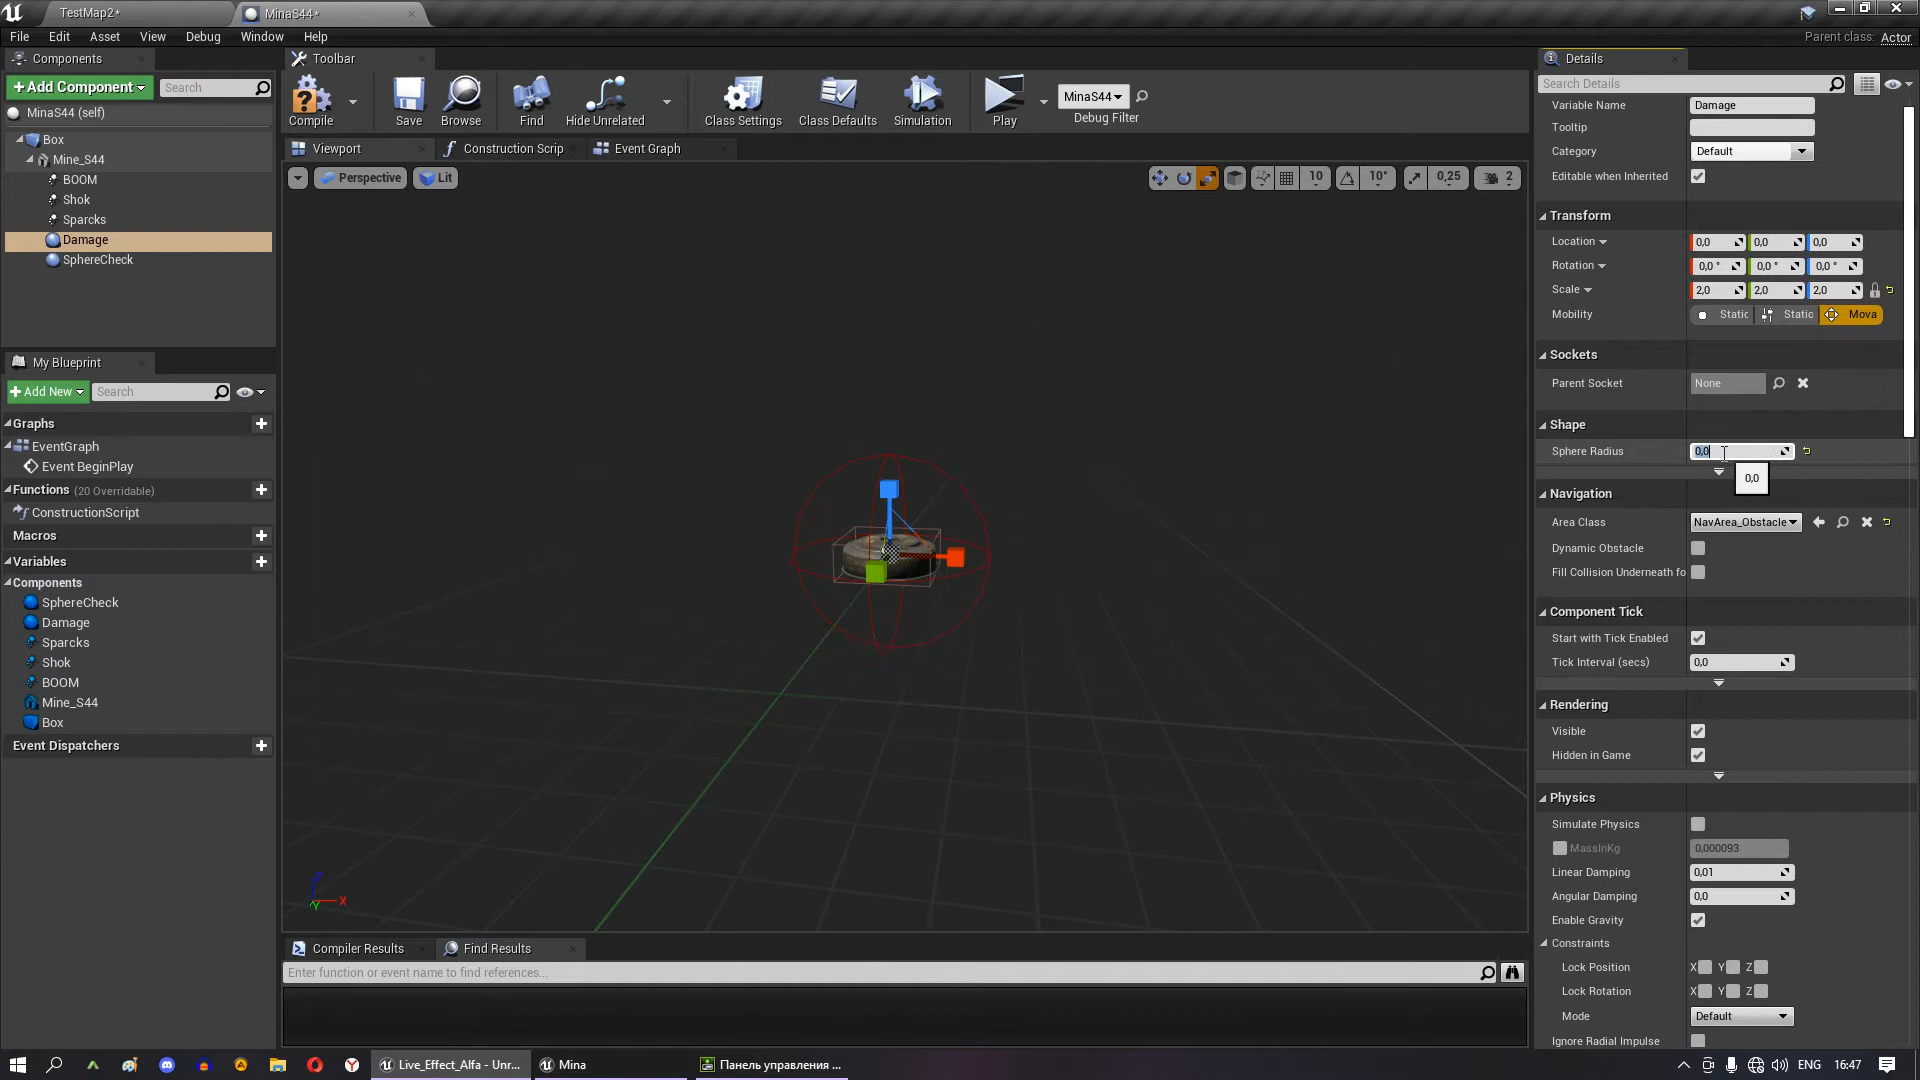 TestMap2*
MinaS44*
File Edit Asset View Debug Window Help
Parent class: Actor
Components
Toolbar
Details
+Add Component
Search
Search Details
MinaS44 (self)
Box
Mine_S44
BOOM
Shok
Sparcks
Damage
SphereCheck
Compile
Save
Browse
Find
Hide Unrelated
Class Settings
Class Defaults
Simulation
Play
MinaS44
Debug Filter
Viewport
Construction Scrip
Event Graph
Perspective
Lit
10
10°
0,25
2
Variable Name Damage
Tooltip
Category Default
Editable when Inherited
Transform
Location 0,0 0,0 0,0
Rotation 0,0 ° 0,0 ° 0,0 °
Scale 2,0 2,0 2,0
Mobility Static Static Mova
Sockets
Parent Socket None
Shape
Sphere Radius 0,0
0,0
Navigation
Area Class NavArea_Obstacle
Dynamic Obstacle
Fill Collision Underneath fo
Component Tick
Start with Tick Enabled
Tick Interval (secs) 0,0
Rendering
Visible
Hidden in Game
Physics
Simulate Physics
MassInKg 0,000093
Linear Damping 0,01
Angular Damping 0,0
Enable Gravity
Constraints
Lock Position X Y Z
Lock Rotation X Y Z
Mode Default
Ignore Radial Impulse
My Blueprint
+Add New
Search
Graphs
EventGraph
Event BeginPlay
Functions (20 Overridable)
ConstructionScript
Macros
Variables
Components
SphereCheck
Damage
Sparcks
Shok
BOOM
Mine_S44
Box
Event Dispatchers
Z
X
Y
Compiler Results
Find Results
Enter function or event name to find references...
Live_Effect_Alfa - Unr...
Mina
Панель управления ...
ENG
16:47